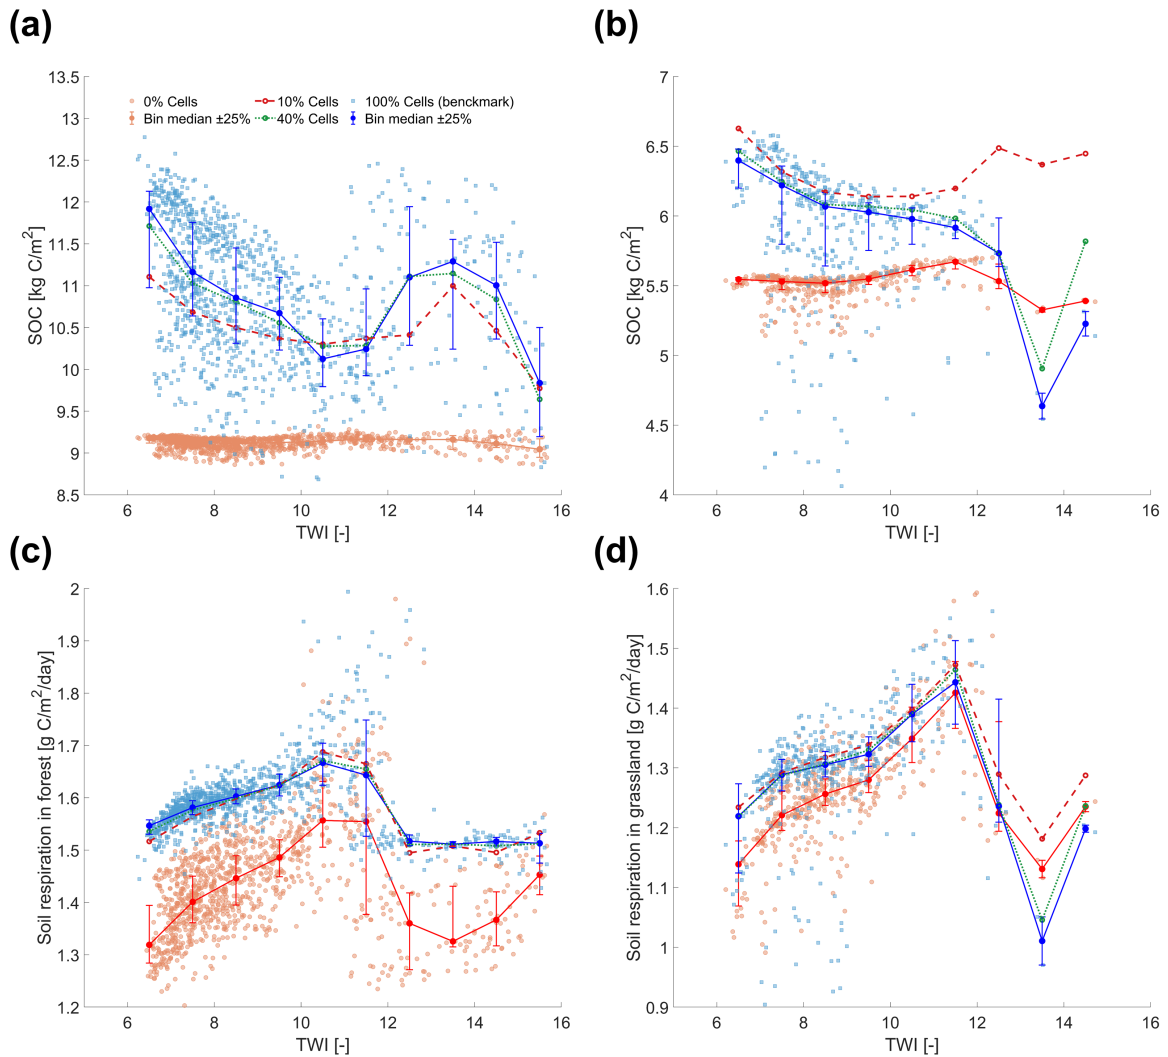 (a)
(b)
SOC [kg C/m²]
13.5
13
12.5
12
11.5
11
10.5
10
9.5
9
8.5
0% Cells
10% Cells
100% Cells (benckmark)
Bin median ±25%
40% Cells
Bin median ±25%
6 8 10 12 14 16
TWI [-]
SOC [kg C/m²]
7
6.5
6
5.5
5
4.5
4
6 8 10 12 14 16
TWI [-]
(c)
(d)
Soil respiration in forest [g C/m²/day]
2
1.9
1.8
1.7
1.6
1.5
1.4
1.3
1.2
6 8 10 12 14 16
TWI [-]
Soil respiration in grassland [g C/m²/day]
1.6
1.5
1.4
1.3
1.2
1.1
1
0.9
6 8 10 12 14 16
TWI [-]